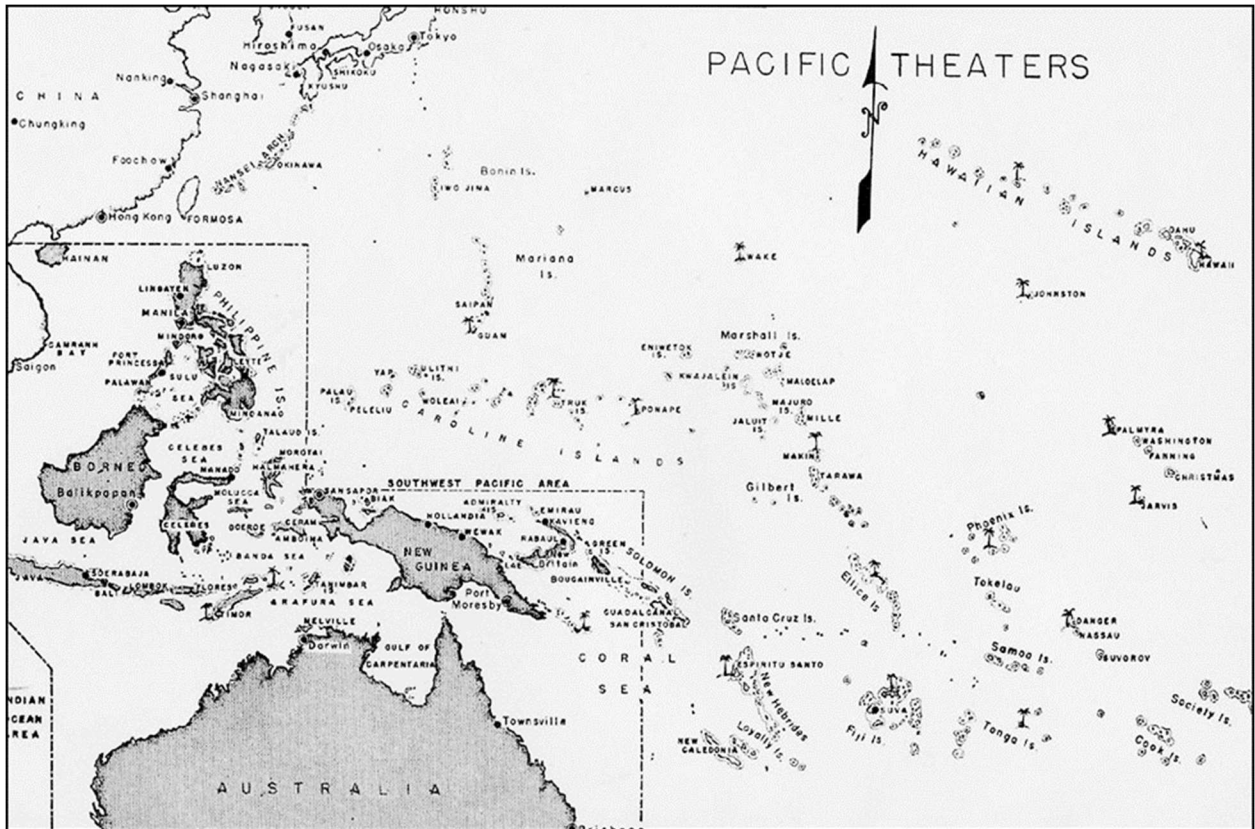 HONSHU
FUSAN
Hiroshima
Osaka
Tokyo
PACIFIC THEATERS
N
Nagasaki
SHIKOKU
KYUSHU
Nanking
Shanghai
CHINA
Chungking
Foochow
NANSEI ARCH
OKINAWA
Bonin Is.
IWO JIMA
MARCUS
HAWAIIAN ISLANDS
OAHU
HAWAII
Hong Kong
FORMOSA
HAINAN
LUZON
Mariana
Is.
WAKE
JOHNSTON
LINGAYEN
MANILA
PHILIPPINE IS.
SAIPAN
GUAM
MINDORO
CAMRANH
BAY
Saigon
FORT
PRINCESSA
LEYTE
PALAWAN
SULU
SEA
MINDANAO
Marshall Is.
ENIWETOK
IS.
WOTJE
KWAJALEIN
IS
MALOELAP
MAJURO
IS.
JALUIT
IS.
MILLE
YAP
ULITHI
IS.
PALAU
IS.
PELELIU
WOLEAI
TRUK
IS.
PONAPE
CAROLINE ISLANDS
MAKIN
TARAWA
Gilbert
Is.
PALMYRA
WASHINGTON
FANNING
CHRISTMAS
JARVIS
TALAUD IS.
CELEBES
SEA
MOROTAI
MANADO
HALMAHERA
BORNEO
Balikpapan
MOLUCCA
SEA
SOUTHWEST PACIFIC AREA
SANSAPOR
BIAK
ADMIRALTY
IS
EMIRAU
KAVIENG
HOLLANDIA
WEWAK
CELEBES
CERAM
AMBOINA
RABAUL
GREEN
IS.
JAVA SEA
BANDA SEA
NEW
GUINEA
LAE
New
Britain
SOLOMON IS.
BOUGAINVILLE
Phoenix Is.
JAVA
SOERABAJA
BALI
LOMBOK
FLORES
TANIMBAR
IS.
ARAFURA SEA
TIMOR
Port
Moresby
GUADALCANAL
SAN CRISTOBAL
Ellice Is
Tokelau
Santa Cruz Is.
DANGER
NASSAU
SUVOROV
MELVILLE
Darwin
GULF OF
CARPENTARIA
CORAL
SEA
ESPIRITU SANTO
New Hebrides
Samoa Is.
INDIAN
OCEAN
AREA
Townsville
NEW
CALEDONIA
Loyalty Is.
SUVA
Fiji Is.
Tonga Is.
Society Is.
Cook Is.
AUSTRALIA
Brisbane